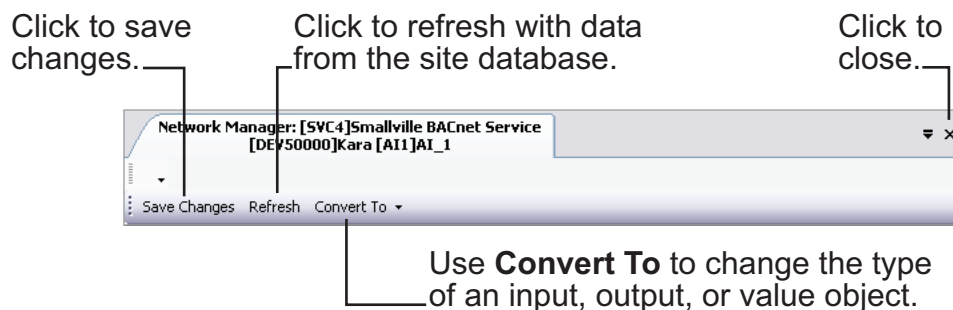 Click to save
changes.
Click to refresh with data
from the site database.
Click to
close.
Network Manager: [SVC4]Smallville BACnet Service
[DEV50000]Kara [AI1]AI_1
Save Changes Refresh Convert To
Use Convert To to change the type
of an input, output, or value object.